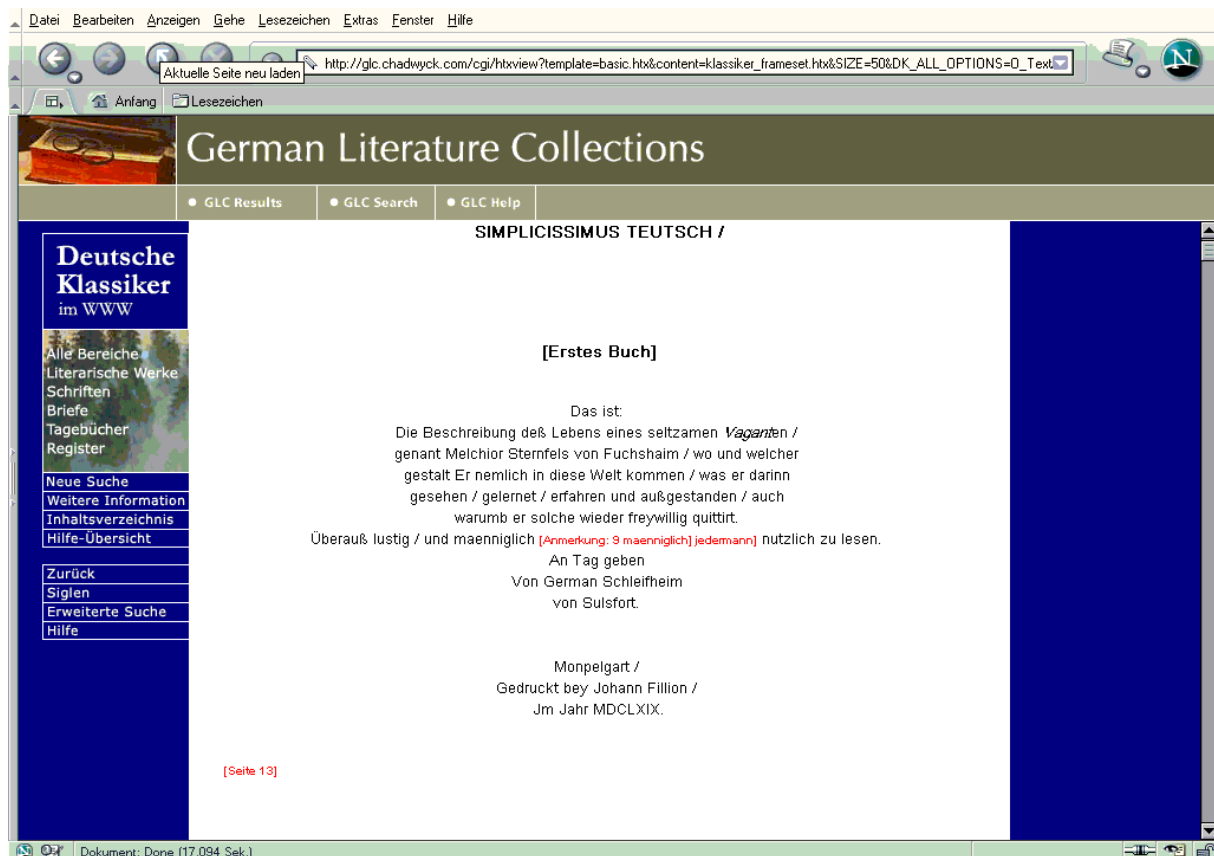 Datei Bearbeiten Anzeigen Gehe Lesezeichen Extras Fenster Hilfe
http://glc.chadwyck.com/cgi/htxview?template=basic.htx&content=klassiker_frameset.htx&SIZE=50&DK_ALL_OPTIONS=0_Text
N
Aktuelle Seite neu laden
Anfang Lesezeichen
German Literature Collections
GLC Results GLC Search GLC Help
SIMPLICISSIMUS TEUTSCH /
Deutsche
Klassiker
im WWW
Alle Bereiche
Literarische Werke
Schriften
Briefe
Tagebücher
Register
Neue Suche
Weitere Information
Inhaltsverzeichnis
Hilfe-Übersicht
Zurück
Siglen
Erweiterte Suche
Hilfe
[Erstes Buch]
Das ist:
Die Beschreibung deß Lebens eines seltzamen Vaganten /
genant Melchior Sternfels von Fuchshaim / wo und welcher
gestalt Er nemlich in diese Welt kommen / was er darinn
gesehen / gelernet / erfahren und außgestanden / auch
warumb er solche wieder freywillig quittirt.
Überauß lustig / und maenniglich [Anmerkung: 9 maenniglich] jedermann] nutzlich zu lesen.
An Tag geben
Von German Schleifheim
von Sulsfort.
Monpelgart /
Gedruckt bey Johann Fillion /
Jm Jahr MDCLXIX.
[Seite 13]
Dokument: Done (17.094 Sek.)